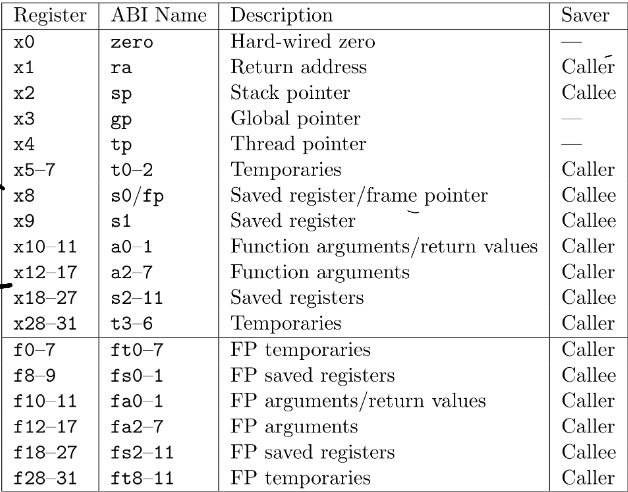 Register ABI Name Description Saver
x0 zero Hard-wired zero —
x1 ra Return address Caller
x2 sp Stack pointer Callee
x3 gp Global pointer —
x4 tp Thread pointer —
x5–7 t0–2 Temporaries Caller
x8 s0/fp Saved register/frame pointer Callee
x9 s1 Saved register Callee
x10–11 a0–1 Function arguments/return values Caller
x12–17 a2–7 Function arguments Caller
x18–27 s2–11 Saved registers Callee
x28–31 t3–6 Temporaries Caller
f0–7 ft0–7 FP temporaries Caller
f8–9 fs0–1 FP saved registers Callee
f10–11 fa0–1 FP arguments/return values Caller
f12–17 fa2–7 FP arguments Caller
f18–27 fs2–11 FP saved registers Callee
f28–31 ft8–11 FP temporaries Caller